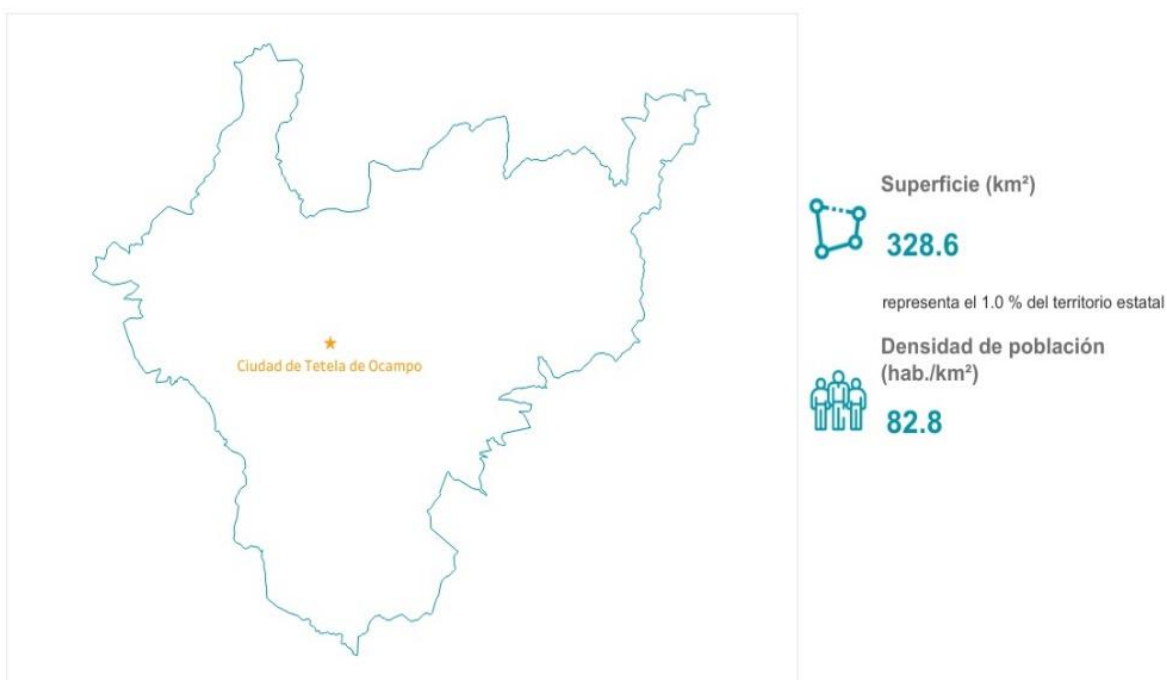 Ciudad de Tetela de Ocampo
Superficie (km²)
328.6
representa el 1.0 % del territorio estatal
Densidad de población
(hab./km²)
82.8